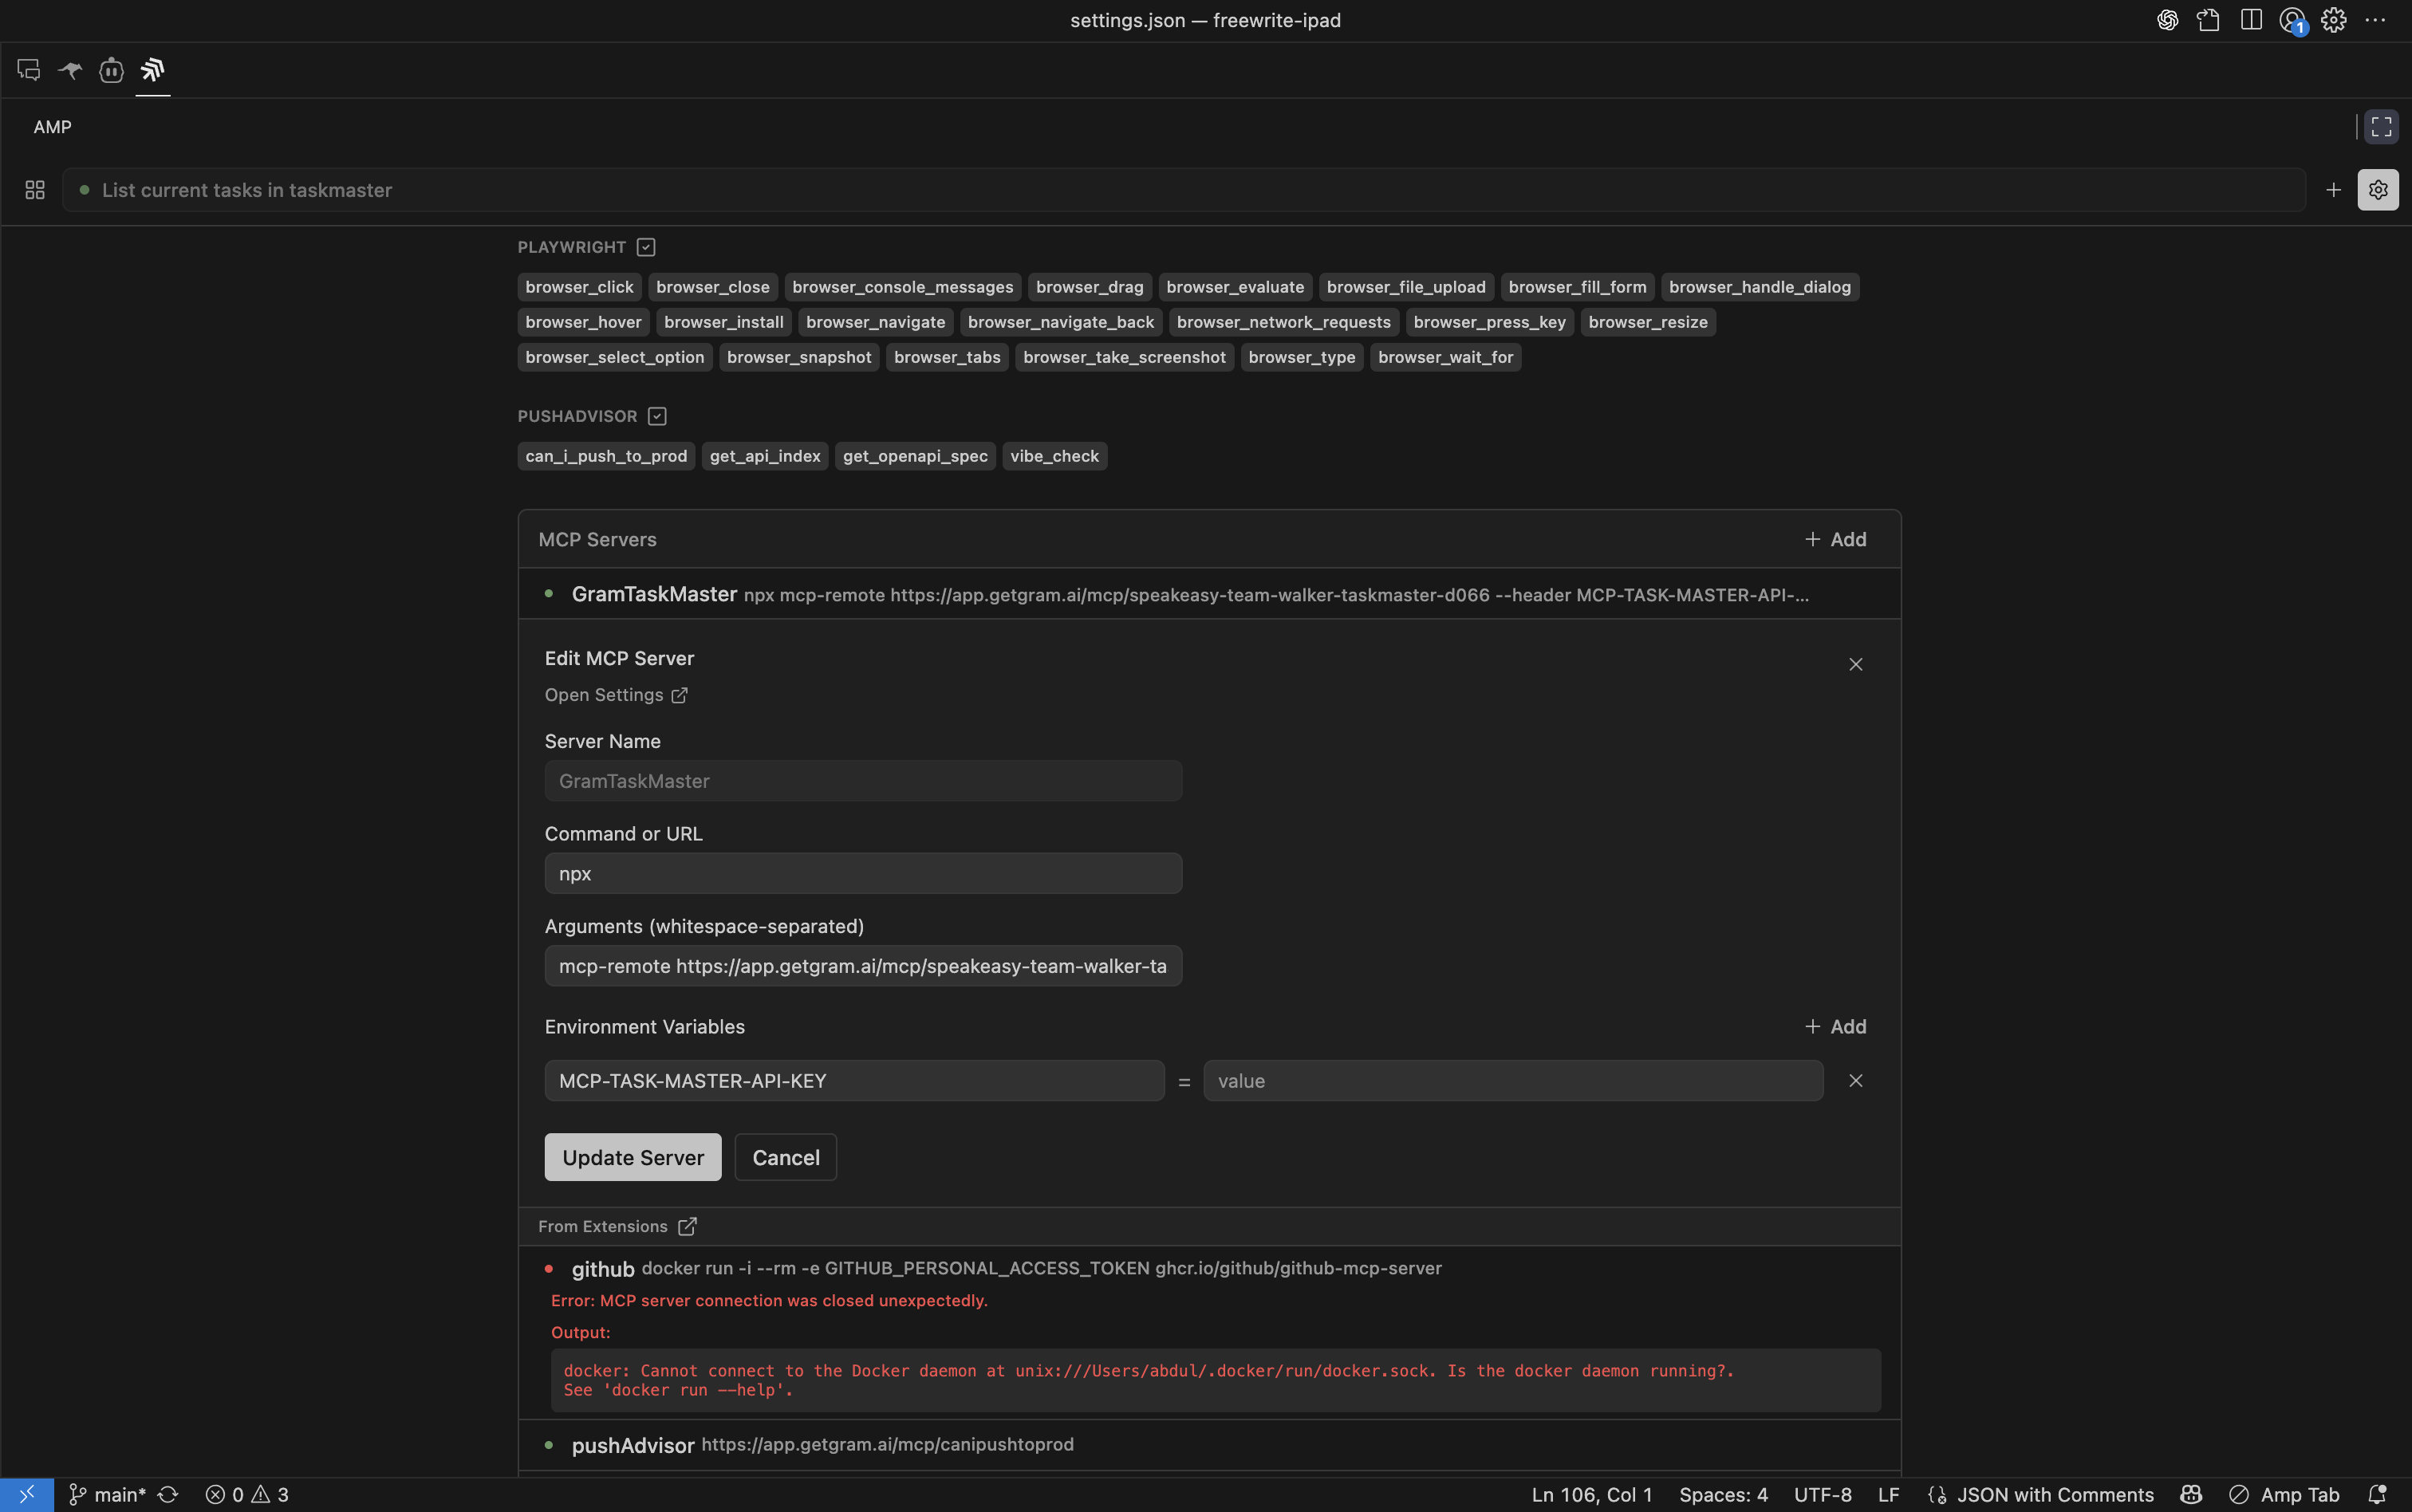 settings.json — freewrite-ipad
1
AMP
List current tasks in taskmaster
PLAYWRIGHT
browser_click browser_close browser_console_messages browser_drag browser_evaluate browser_file_upload browser_fill_form browser_handle_dialog
browser_hover browser_install browser_navigate browser_navigate_back browser_network_requests browser_press_key browser_resize
browser_select_option browser_snapshot browser_tabs browser_take_screenshot browser_type browser_wait_for
PUSHADVISOR
can_i_push_to_prod get_api_index get_openapi_spec vibe_check
MCP Servers + Add
GramTaskMaster npx mcp-remote https://app.getgram.ai/mcp/speakeasy-team-walker-taskmaster-d066 --header MCP-TASK-MASTER-API-...
Edit MCP Server
Open Settings
Server Name
GramTaskMaster
Command or URL
npx
Arguments (whitespace-separated)
mcp-remote https://app.getgram.ai/mcp/speakeasy-team-walker-ta
Environment Variables + Add
MCP-TASK-MASTER-API-KEY = value
Update Server Cancel
From Extensions
github docker run -i --rm -e GITHUB_PERSONAL_ACCESS_TOKEN ghcr.io/github/github-mcp-server
Error: MCP server connection was closed unexpectedly.
Output:
docker: Cannot connect to the Docker daemon at unix:///Users/abdul/.docker/run/docker.sock. Is the docker daemon running?.
See 'docker run --help'.
pushAdvisor https://app.getgram.ai/mcp/canipushtoprod
main* 0 3 Ln 106, Col 1 Spaces: 4 UTF-8 LF JSON with Comments Amp Tab